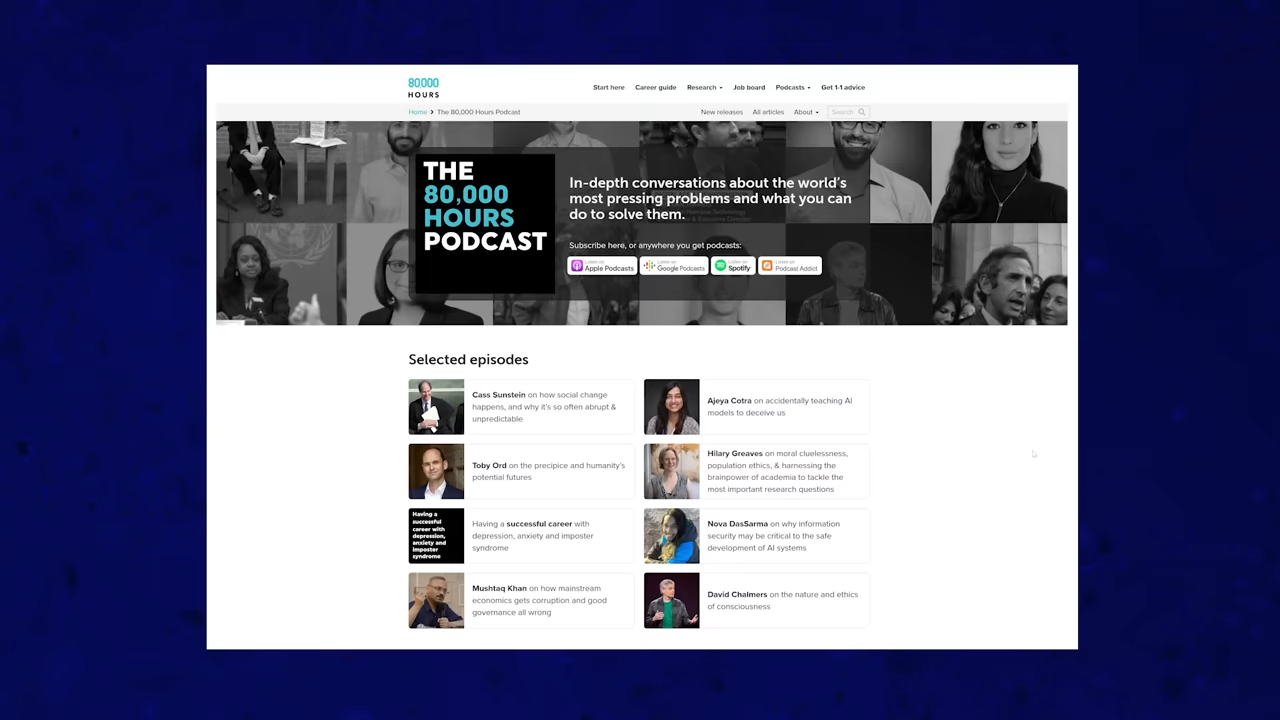 80,000
HOURS
Start here
Career guide
Research
Job board
Podcasts
Get 1-1 advice
Home
The 80,000 Hours Podcast
New releases
All articles
About
Search
THE
80,000
HOURS
PODCAST
In-depth conversations about the world's
most pressing problems and what you can
do to solve them.
Subscribe here, or anywhere you get podcasts:
Listen on
Apple Podcasts
Listen on
Google Podcasts
Listen on
Spotify
Listen on
Podcast Addict
Selected episodes
Cass Sunstein on how social change
happens, and why it's so often abrupt &
unpredictable
Ajeya Cotra on accidentally teaching AI
models to deceive us
Toby Ord on the precipice and humanity's
potential futures
Hilary Greaves on moral cluelessness,
population ethics, & harnessing the
brainpower of academia to tackle the
most important research questions
Having a
successful
career with
depression,
anxiety and
imposter
syndrome
Having a successful career with
depression, anxiety and imposter
syndrome
Nova DasSarma on why information
security may be critical to the safe
development of AI systems
Mushtaq Khan on how mainstream
economics gets corruption and good
governance all wrong
David Chalmers on the nature and ethics
of consciousness